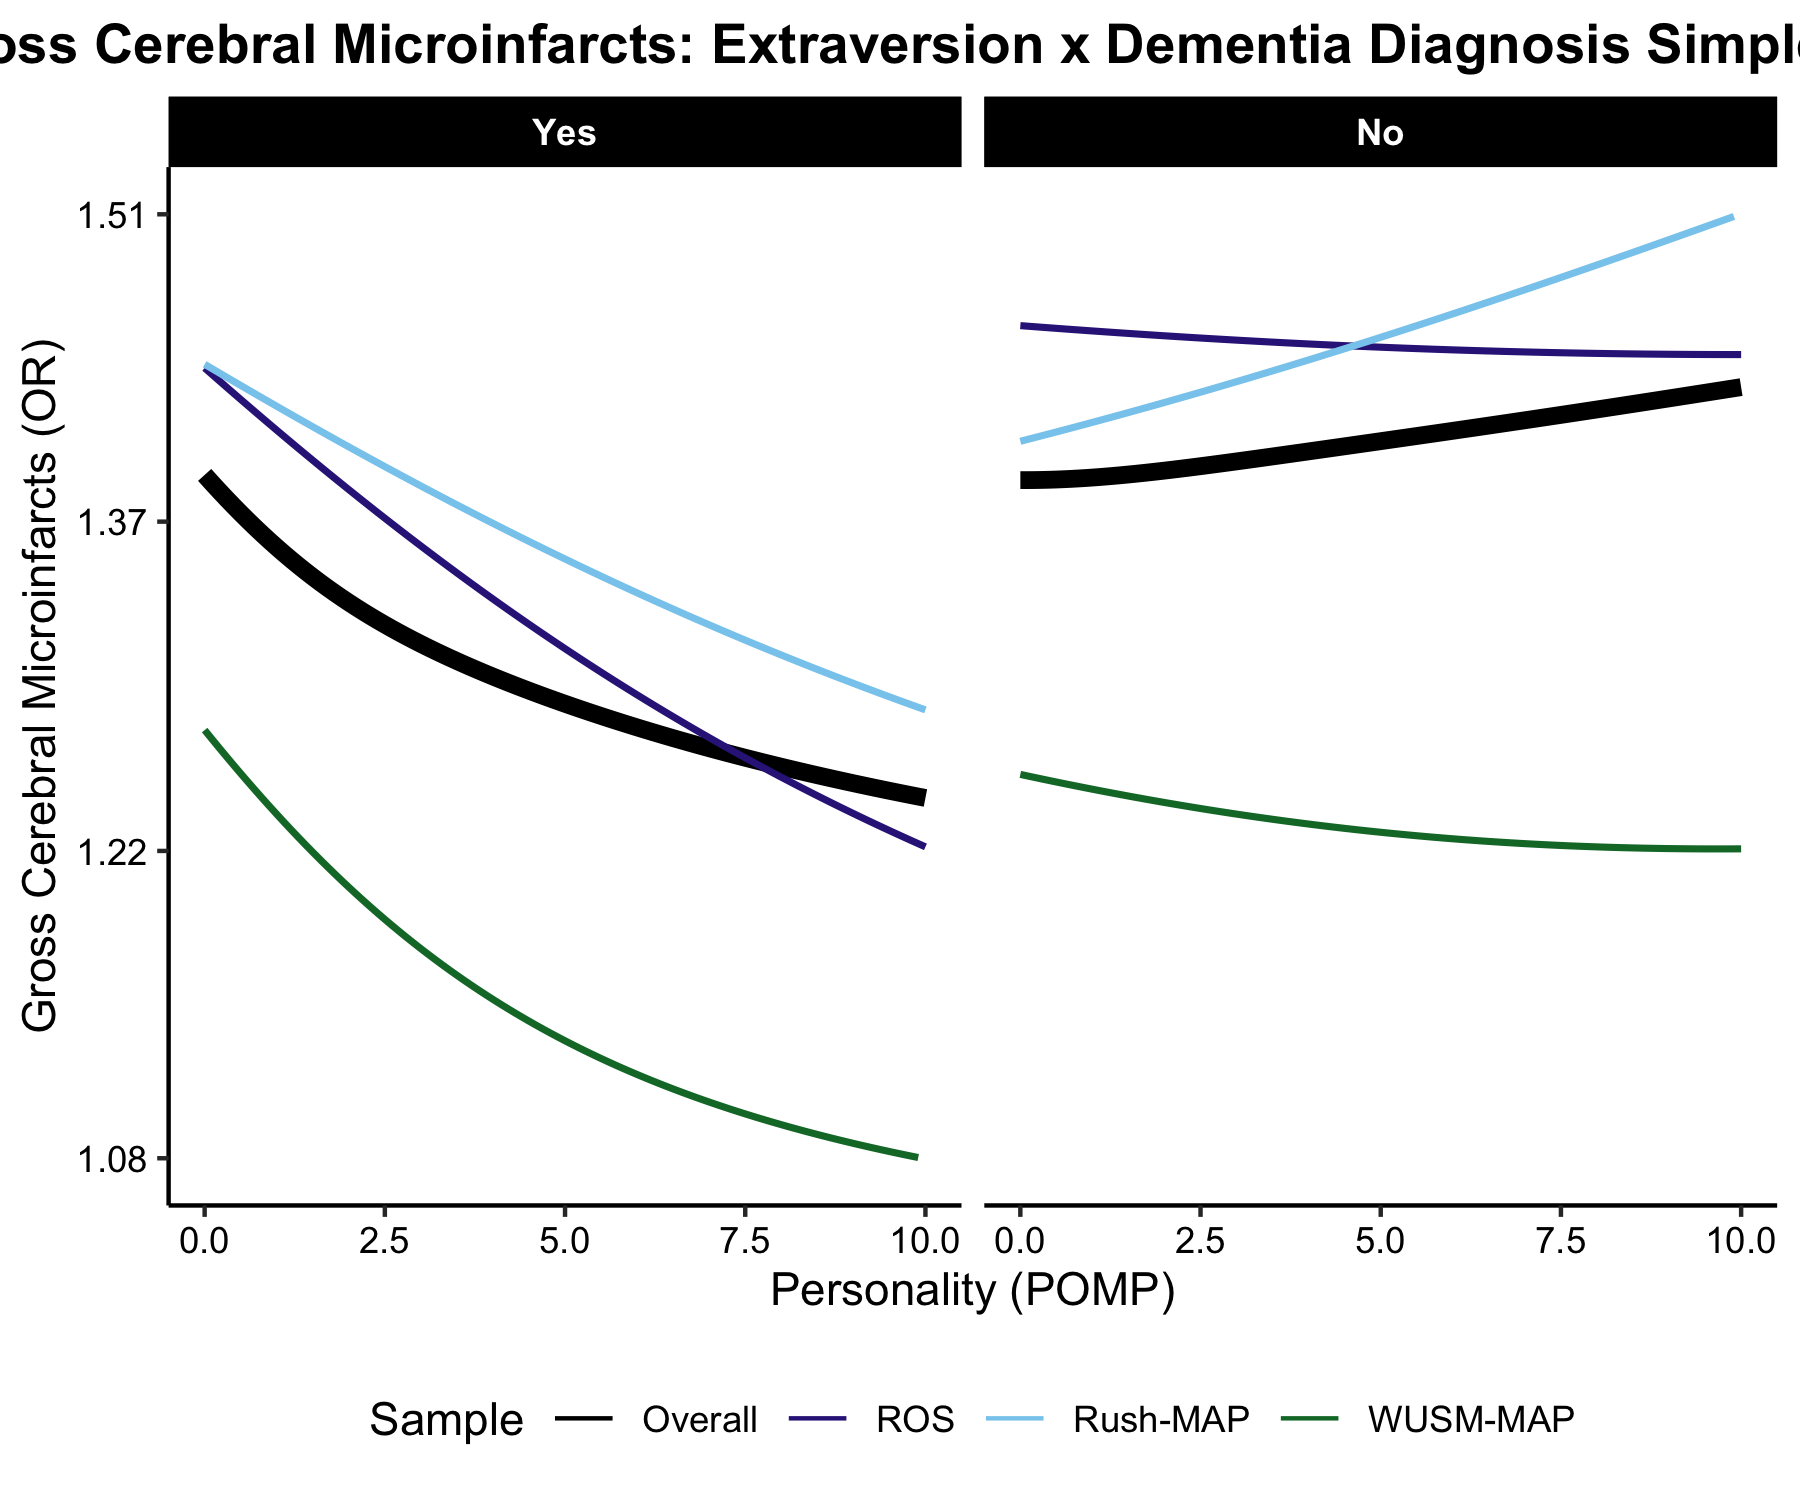 oss Cerebral Microinfarcts: Extraversion x Dementia Diagnosis Simple
Yes
No
Gross Cerebral Microinfarcts (OR)
1.51
1.37
1.22
1.08
0.0 2.5 5.0 7.5 10.0 0.0 2.5 5.0 7.5 10.0
Personality (POMP)
Sample Overall ROS Rush-MAP WUSM-MAP